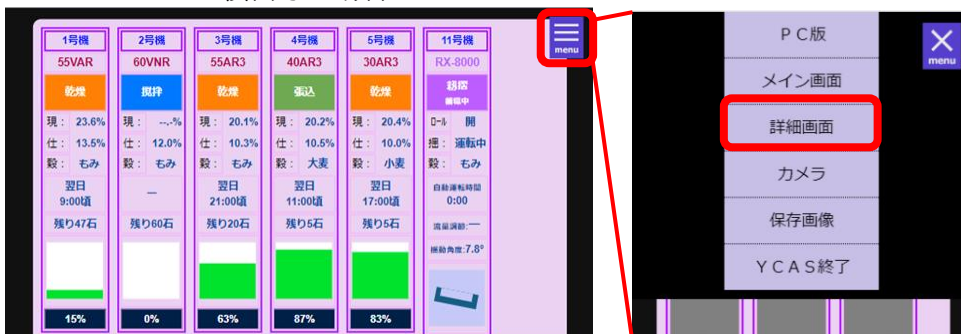 menu
1号機
55VAR
乾燥
現: 23.6%
仕: 13.5%
穀: もみ
翌日
9:00頃
残り47石
15%
2号機
60VNR
撹拌
現: --.-%
仕: 12.0%
穀: もみ
―
残り60石
0%
3号機
55AR3
乾燥
現: 20.1%
仕: 10.3%
穀: もみ
翌日
21:00頃
残り20石
63%
4号機
40AR3
張込
現: 20.2%
仕: 10.5%
穀: 大麦
翌日
11:00頃
残り5石
87%
5号機
30AR3
乾燥
現: 20.4%
仕: 10.0%
穀: 小麦
翌日
17:00頃
残り5石
83%
11号機
RX-8000
ロール 開
摺: 運転中
穀: もみ
自動運転時間
0:00
流量調節:―
揺動角度:7.8°
menu
PC版
メイン画面
詳細画面
カメラ
保存画像
YCAS終了